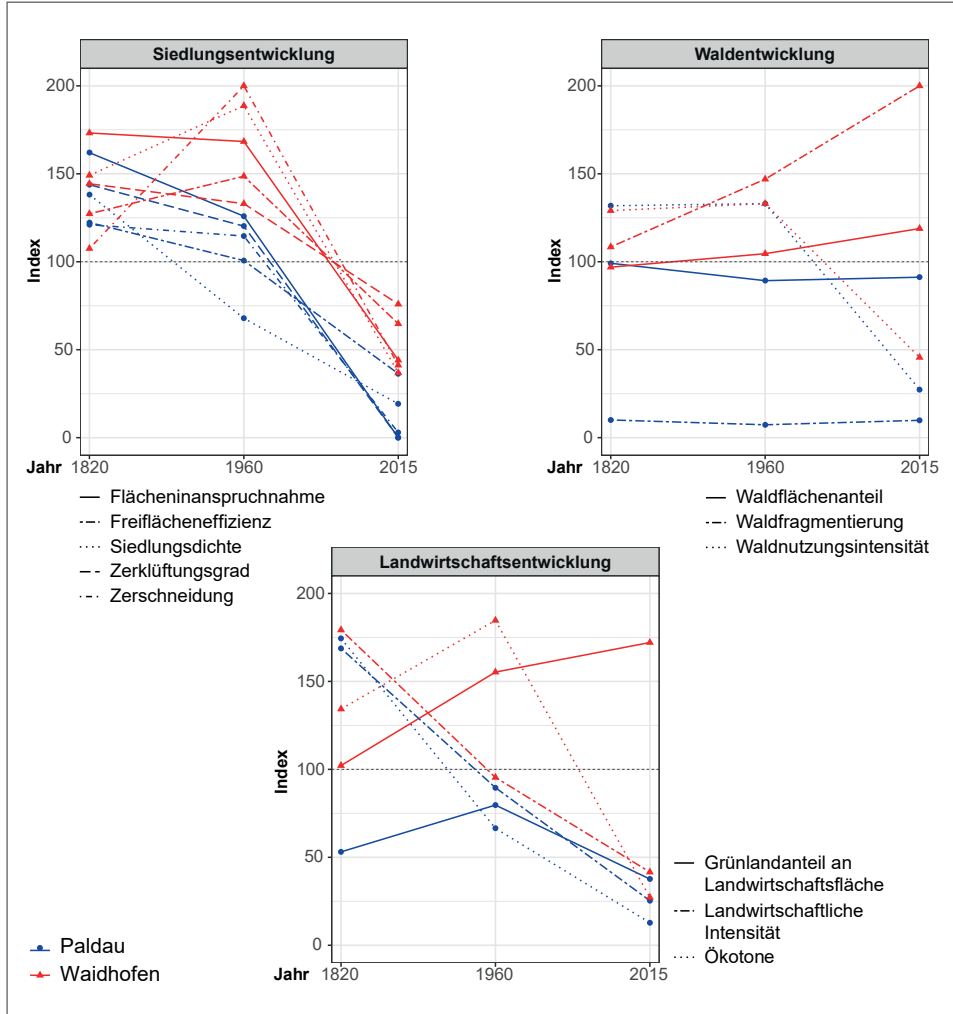 Siedlungsentwicklung
200
150
100
50
0
Index
Jahr
1820
1960
2015
Flächeninanspruchnahme
Freiflächeneffizienz
Siedlungsdichte
Zerklüftungsgrad
Zerschneidung
Waldentwicklung
200
150
100
50
0
Index
Jahr
1820
1960
2015
Waldflächenanteil
Waldfragmentierung
Waldnutzungsintensität
Landwirtschaftsentwicklung
200
150
100
50
0
Index
Jahr
1820
1960
2015
Grünlandanteil an
Landwirtschaftsfläche
Landwirtschaftliche
Intensität
Ökotone
Paldau
Waidhofen